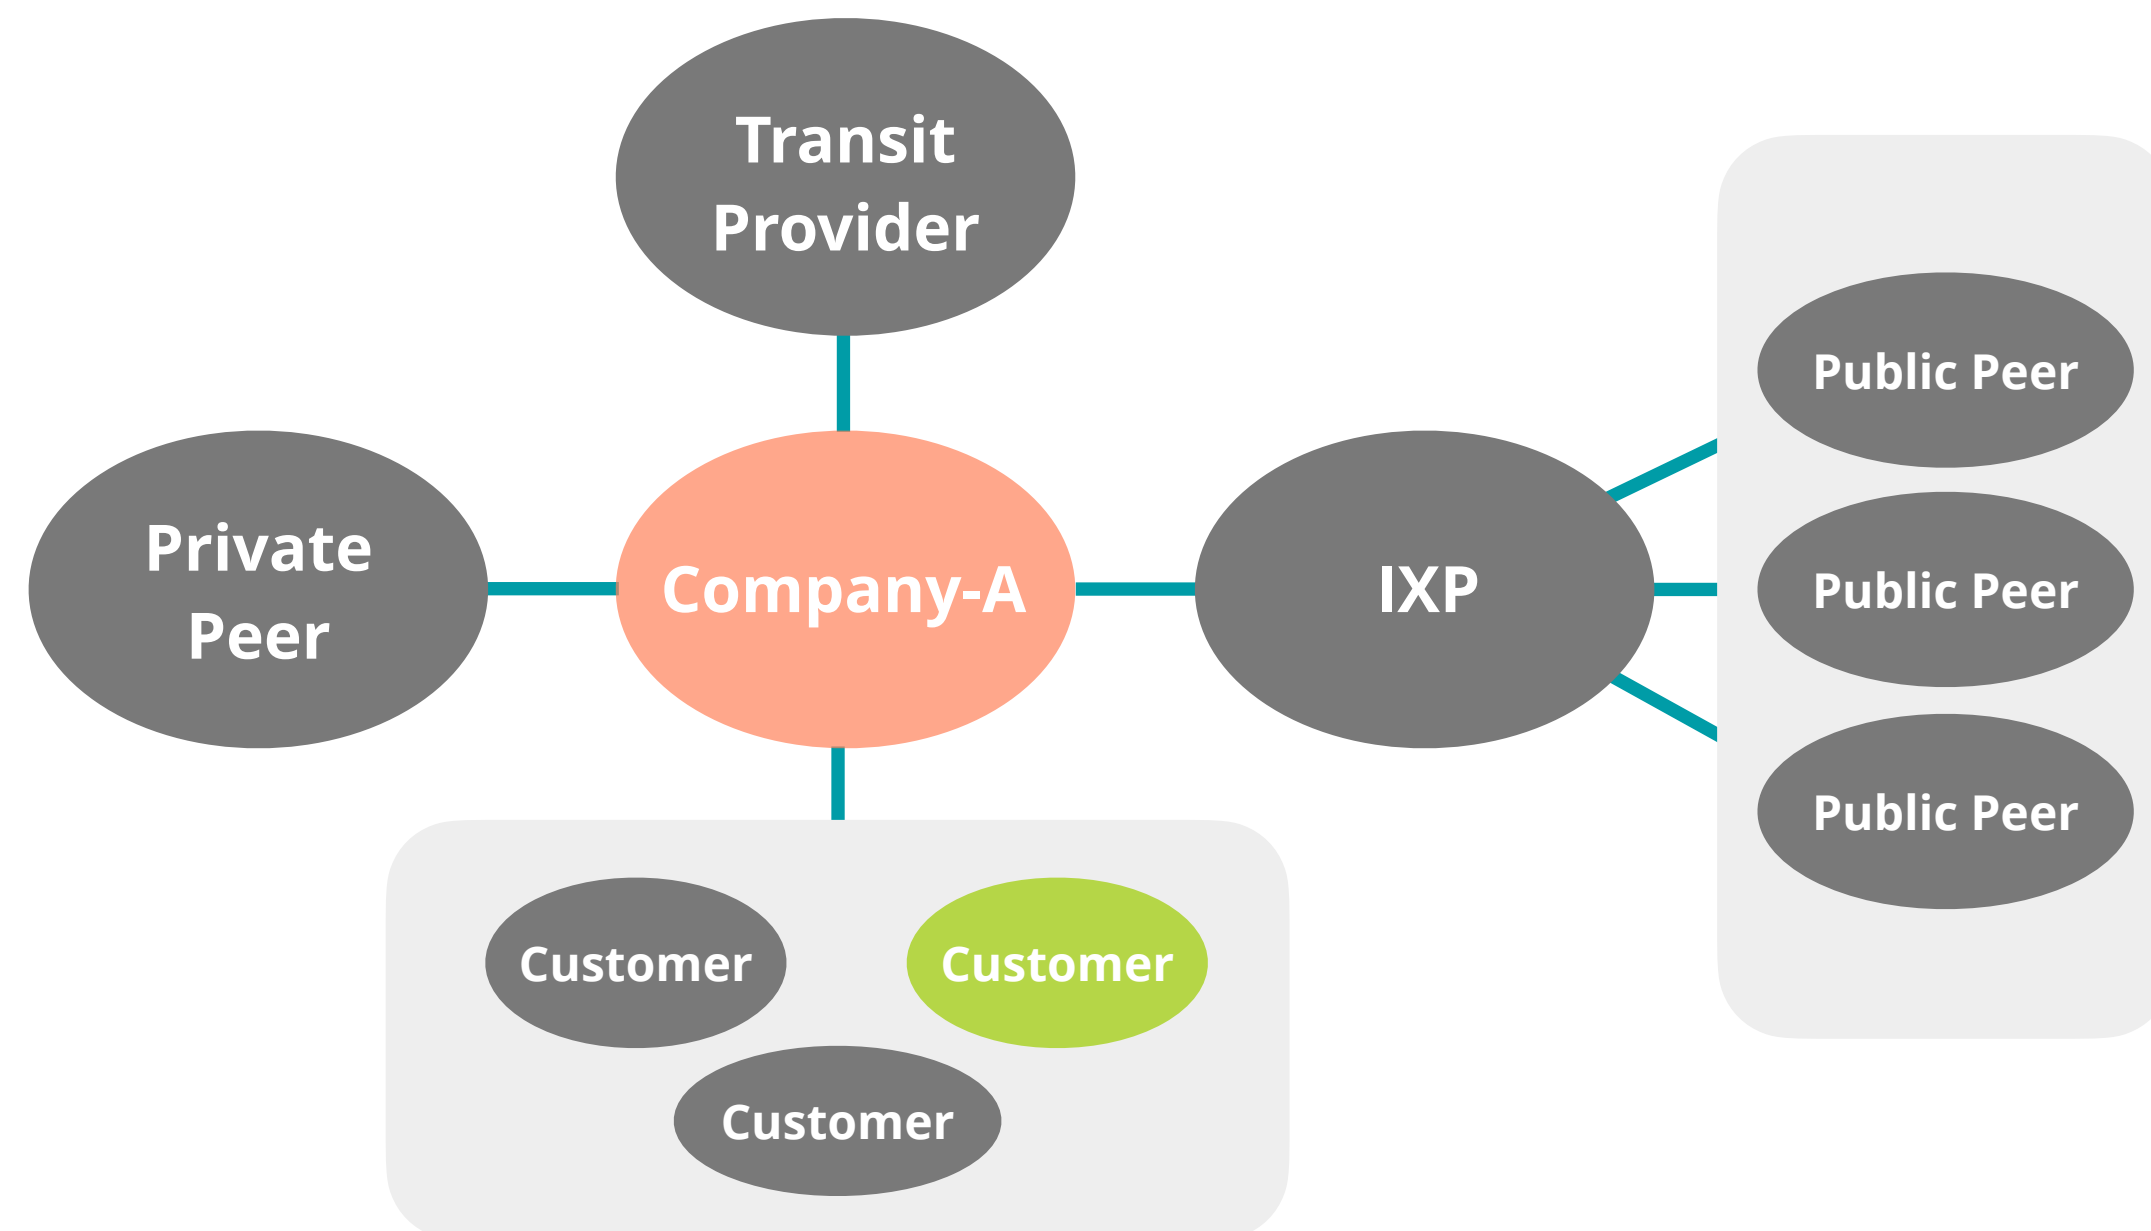 Transit
Provider
Private
Peer
Company-A
IXP
Public Peer
Public Peer
Public Peer
Customer
Customer
Customer